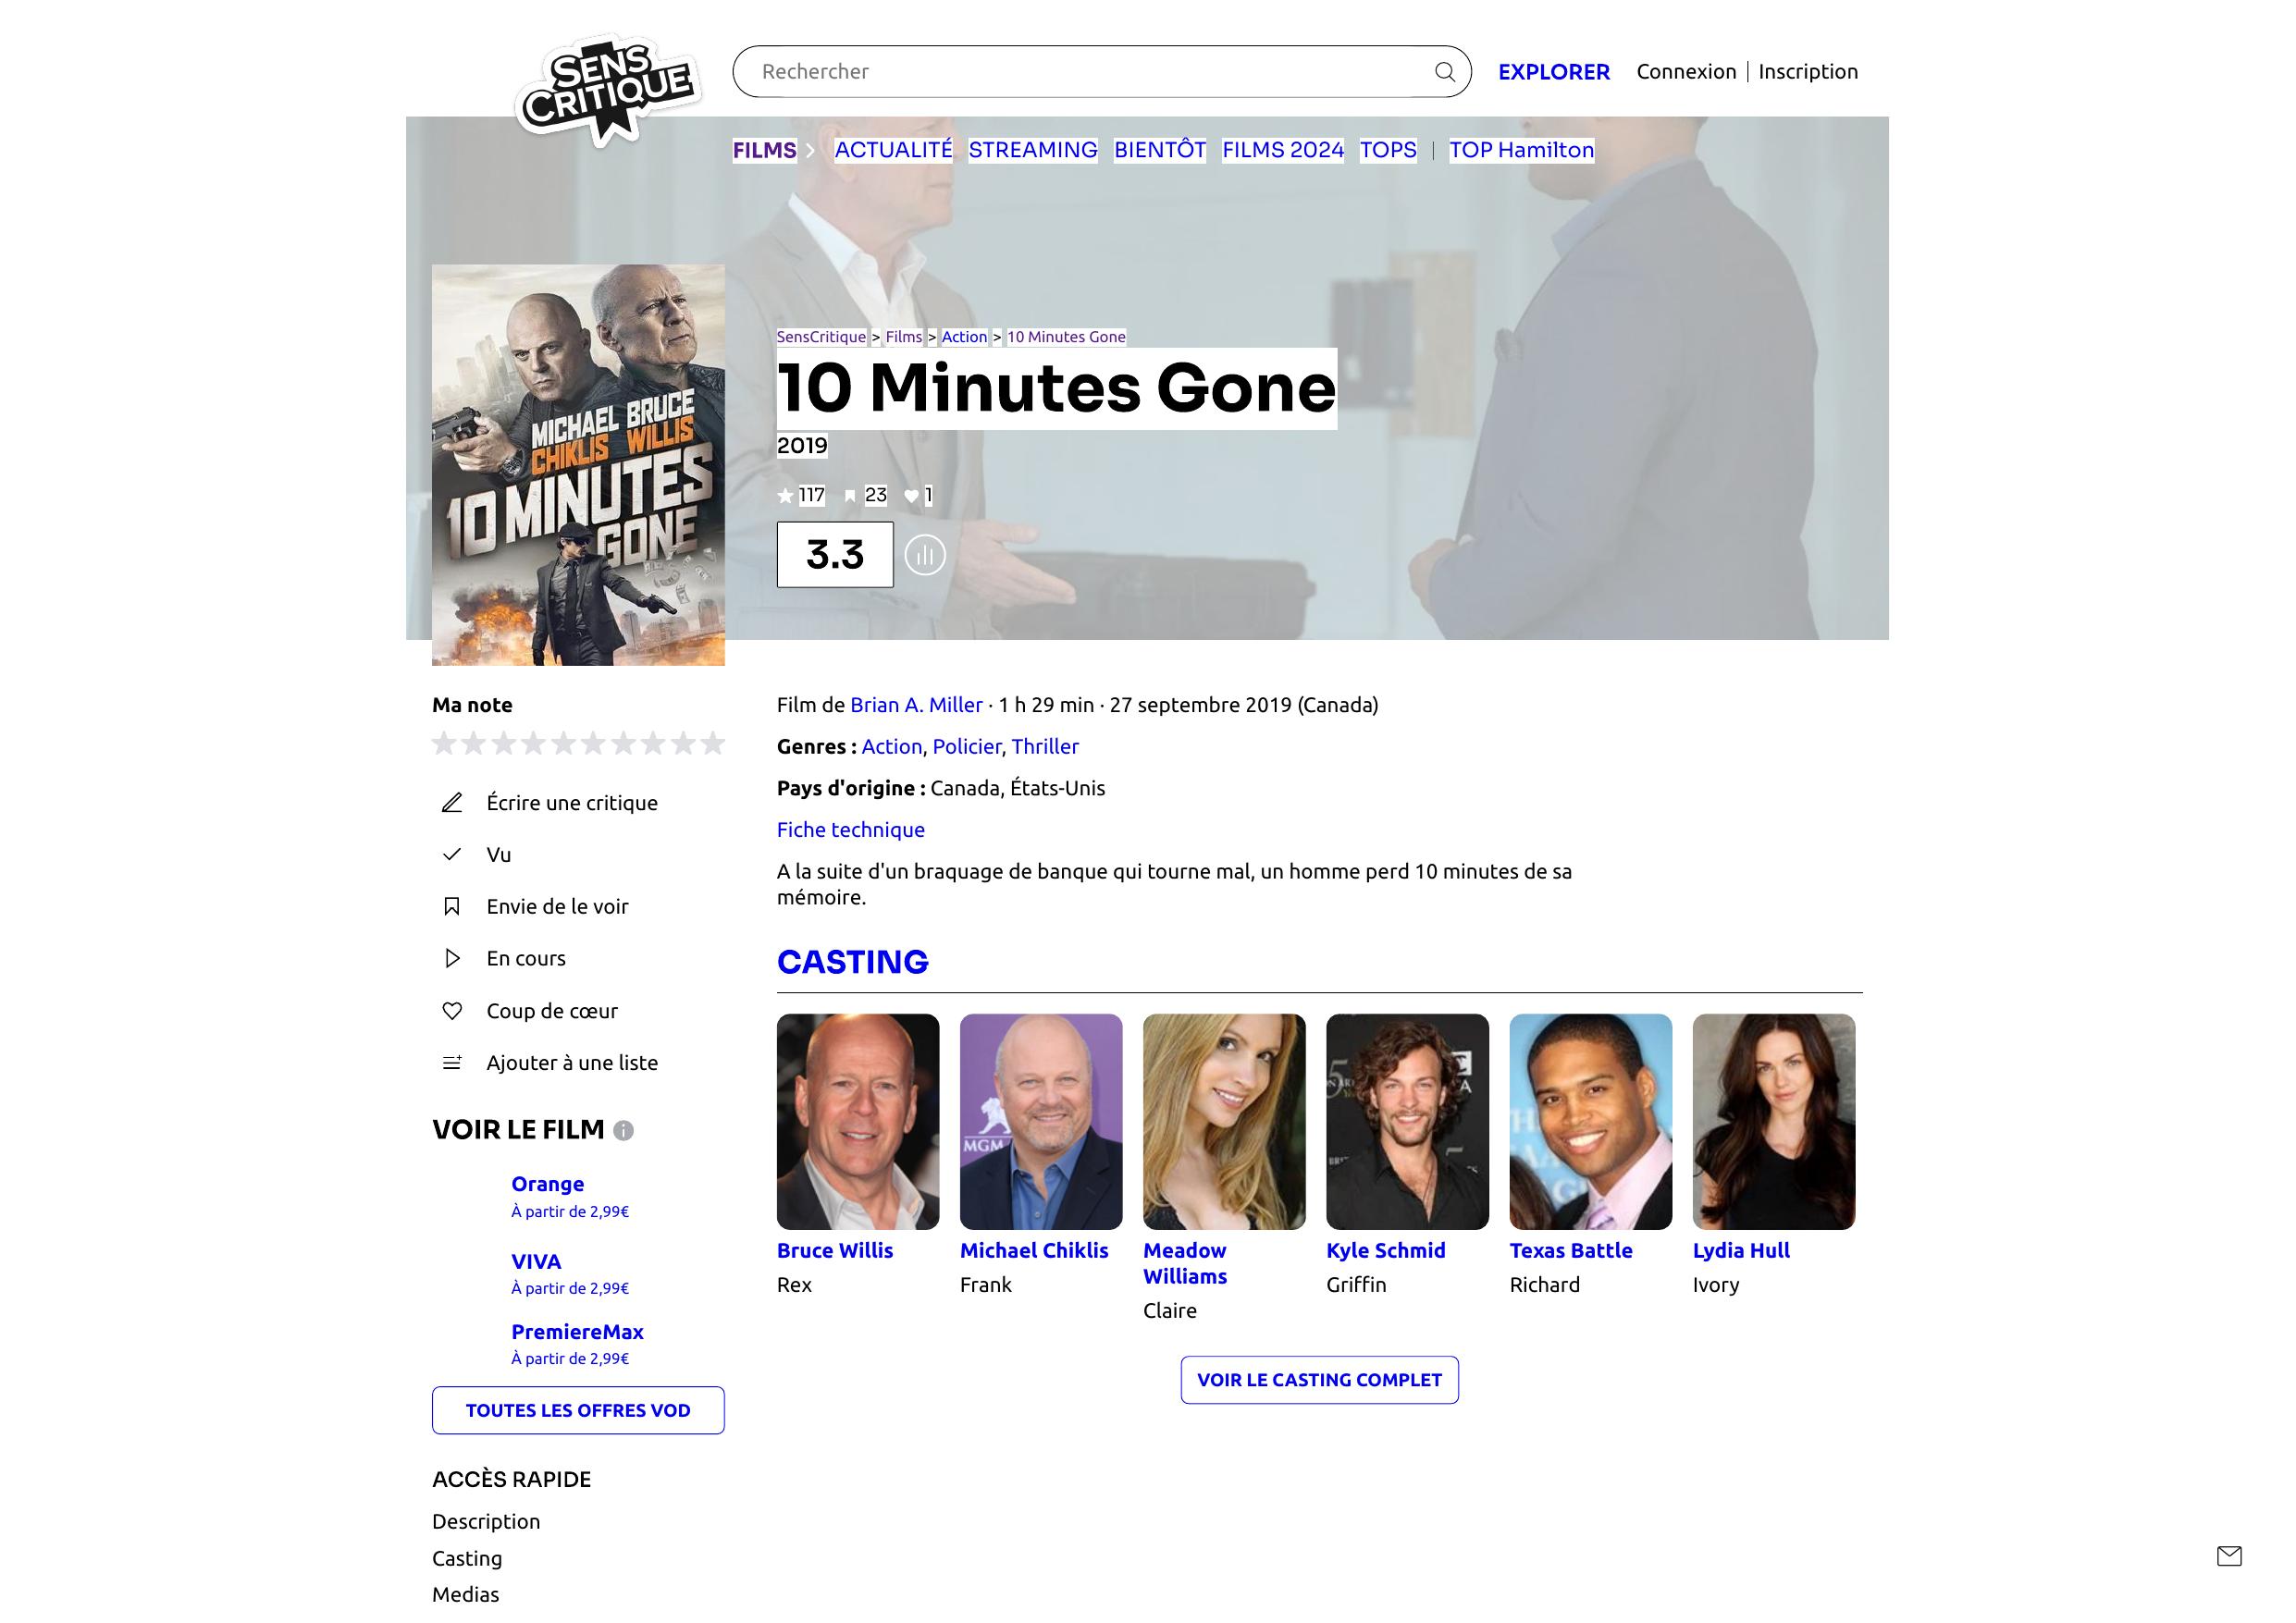 SENS
CRITIQUE
Rechercher
EXPLORER
Connexion | Inscription
FILMS
ACTUALITÉ
STREAMING
BIENTÔT
FILMS 2024
TOPS
|
TOP Hamilton
MICHAEL BRUCE
CHIKLIS WILLIS
10 MINUTES
GONE
SensCritique > Films > Action > 10 Minutes Gone
10 Minutes Gone
2019
117 23 1
3.3
Ma note
Écrire une critique
Vu
Envie de le voir
En cours
Coup de cœur
Ajouter à une liste
VOIR LE FILM
Orange
À partir de 2,99€
VIVA
À partir de 2,99€
PremiereMax
À partir de 2,99€
TOUTES LES OFFRES VOD
ACCÈS RAPIDE
Description
Casting
Medias
Film de Brian A. Miller · 1 h 29 min · 27 septembre 2019 (Canada)
Genres : Action, Policier, Thriller
Pays d'origine : Canada, États-Unis
Fiche technique
A la suite d'un braquage de banque qui tourne mal, un homme perd 10 minutes de sa
mémoire.
CASTING
MGM
Bruce Willis
Rex
Michael Chiklis
Frank
Meadow
Williams
Claire
Kyle Schmid
Griffin
Texas Battle
Richard
Lydia Hull
Ivory
VOIR LE CASTING COMPLET